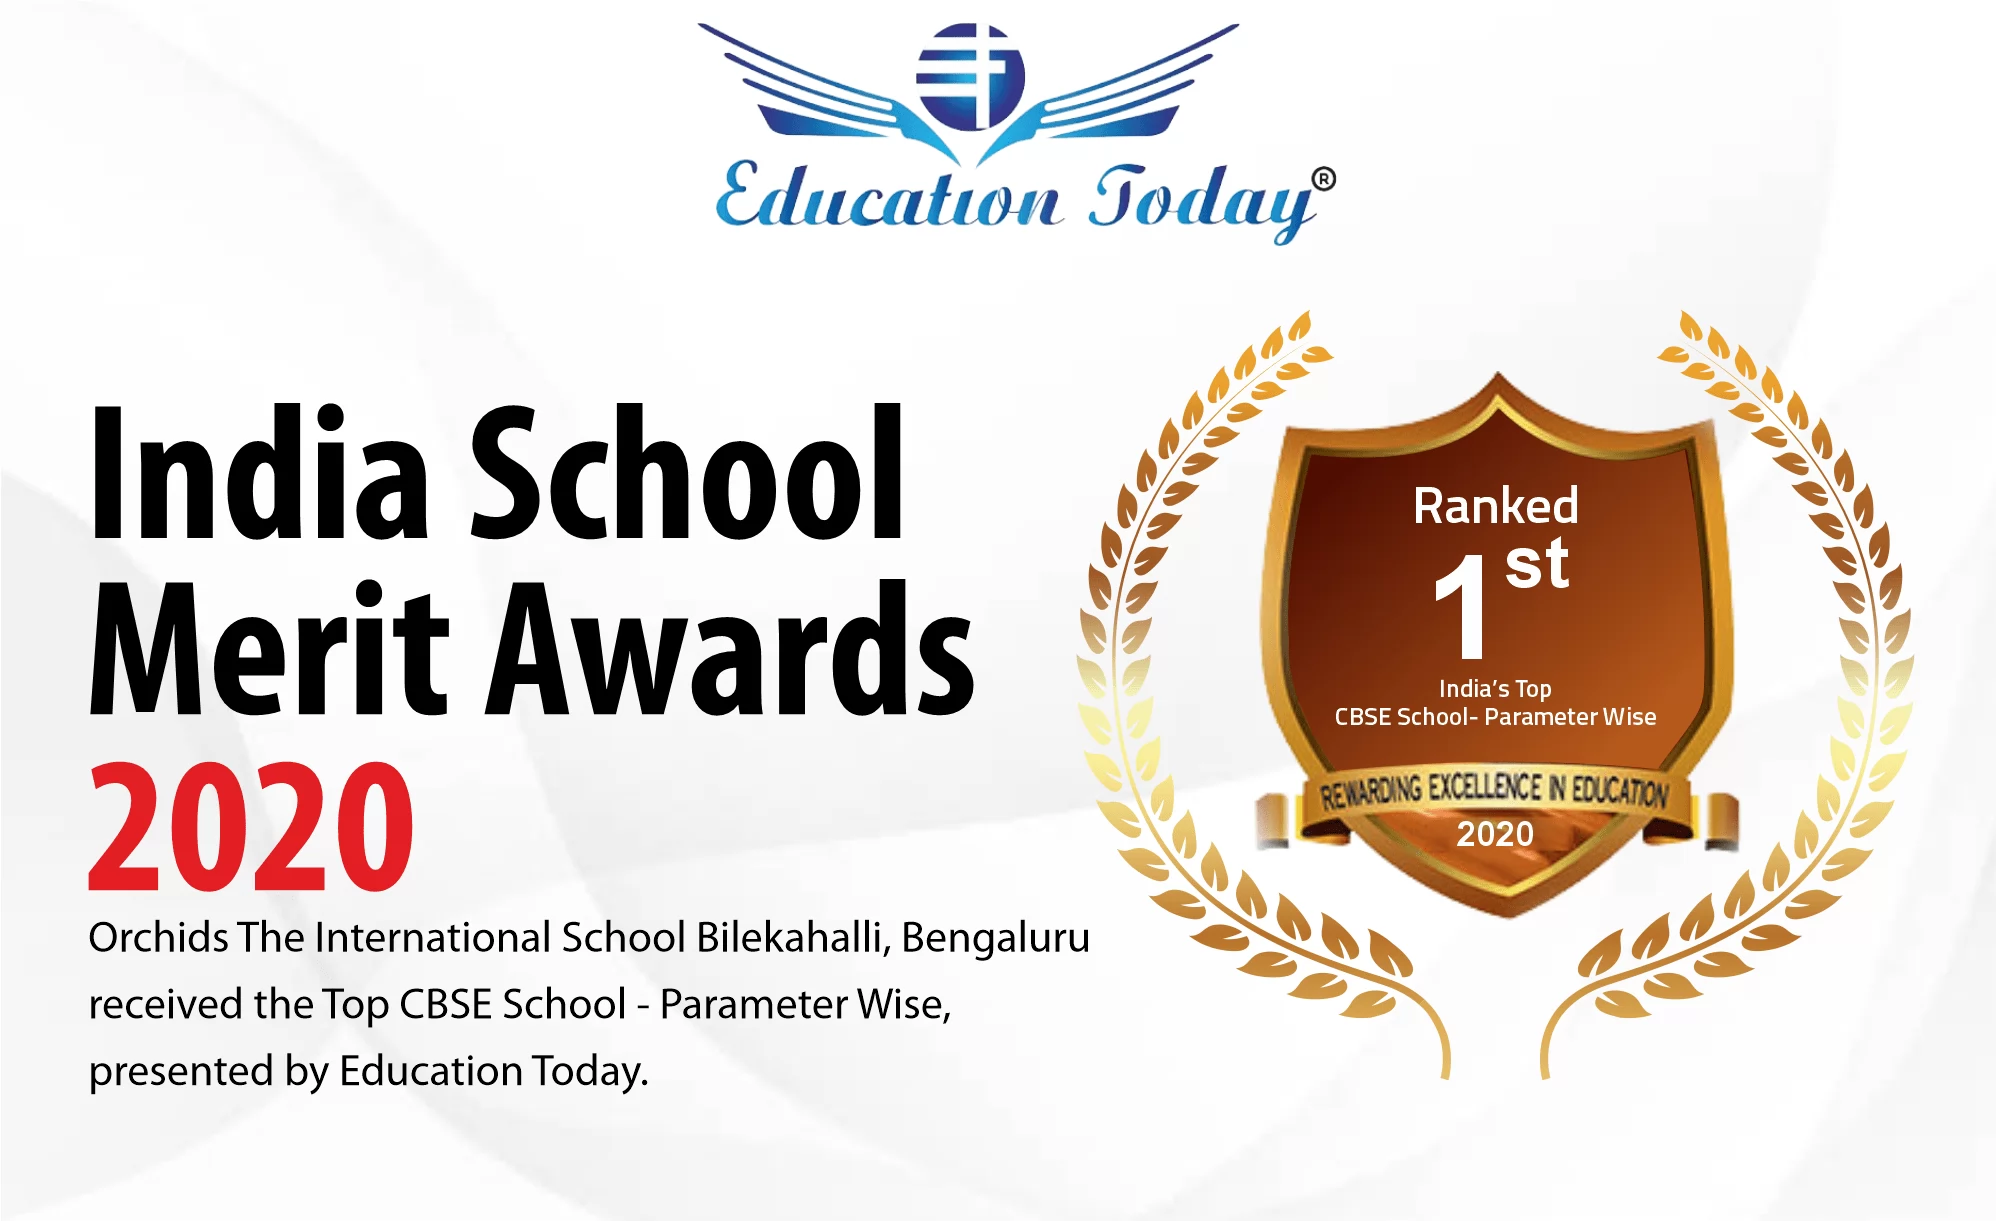 Education Today®
India School
Merit Awards
2020
Orchids The International School Bilekahalli, Bengaluru
received the Top CBSE School - Parameter Wise,
presented by Education Today.
Ranked
1st
India's Top
CBSE School- Parameter Wise
REWARDING EXCELLENCE IN EDUCATION
2020